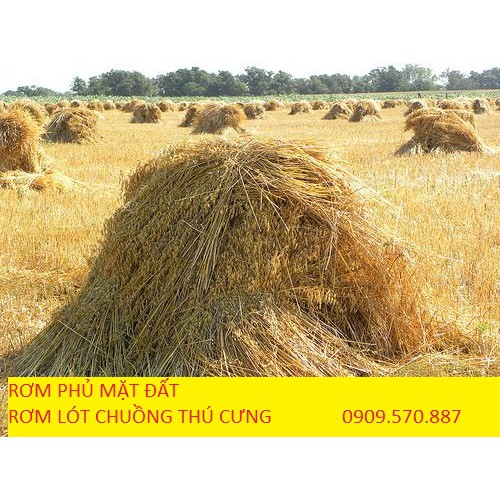 RƠM PHỦ MẶT ĐẤT
RƠM LÓT CHUỒNG THÚ CƯNG 0909.570.887